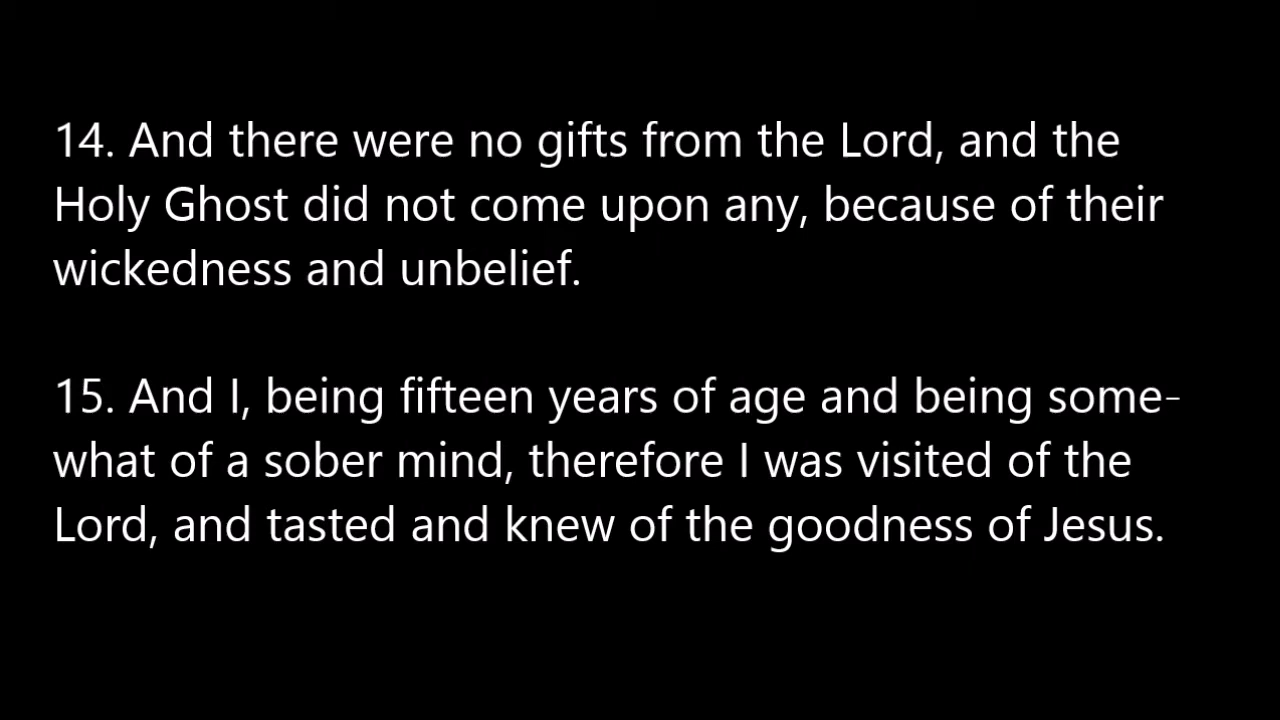 14. And there were no gifts from the Lord, and the
Holy Ghost did not come upon any, because of their
wickedness and unbelief.
15. And I, being fifteen years of age and being some-
what of a sober mind, therefore I was visited of the
Lord, and tasted and knew of the goodness of Jesus.